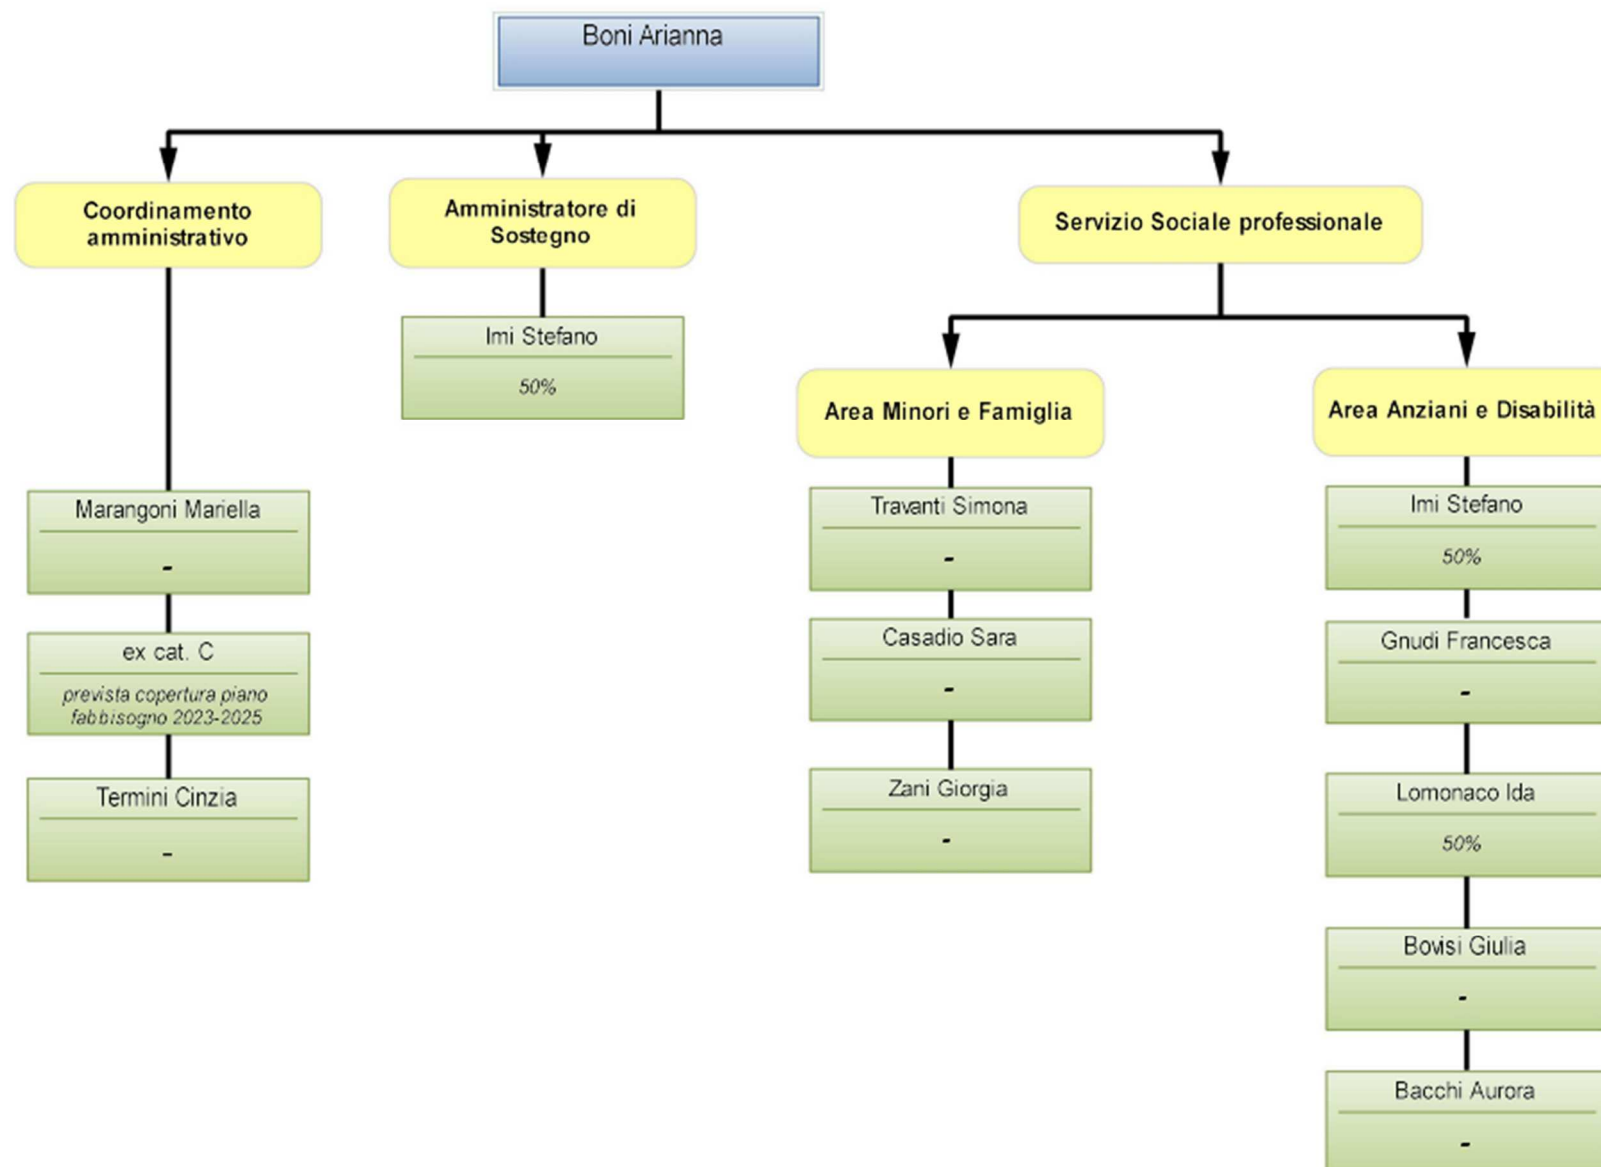 Boni Arianna
Coordinamento
amministrativo
Amministratore di
Sostegno
Servizio Sociale professionale
Imi Stefano
50%
Area Minori e Famiglia
Area Anziani e Disabilità
Marangoni Mariella
-
ex cat. C
prevista copertura piano
fabbisogno 2023-2025
Termini Cinzia
-
Travanti Simona
-
Casadio Sara
-
Zani Giorgia
-
Imi Stefano
50%
Gnudi Francesca
-
Lomonaco Ida
50%
Bovisi Giulia
-
Bacchi Aurora
-